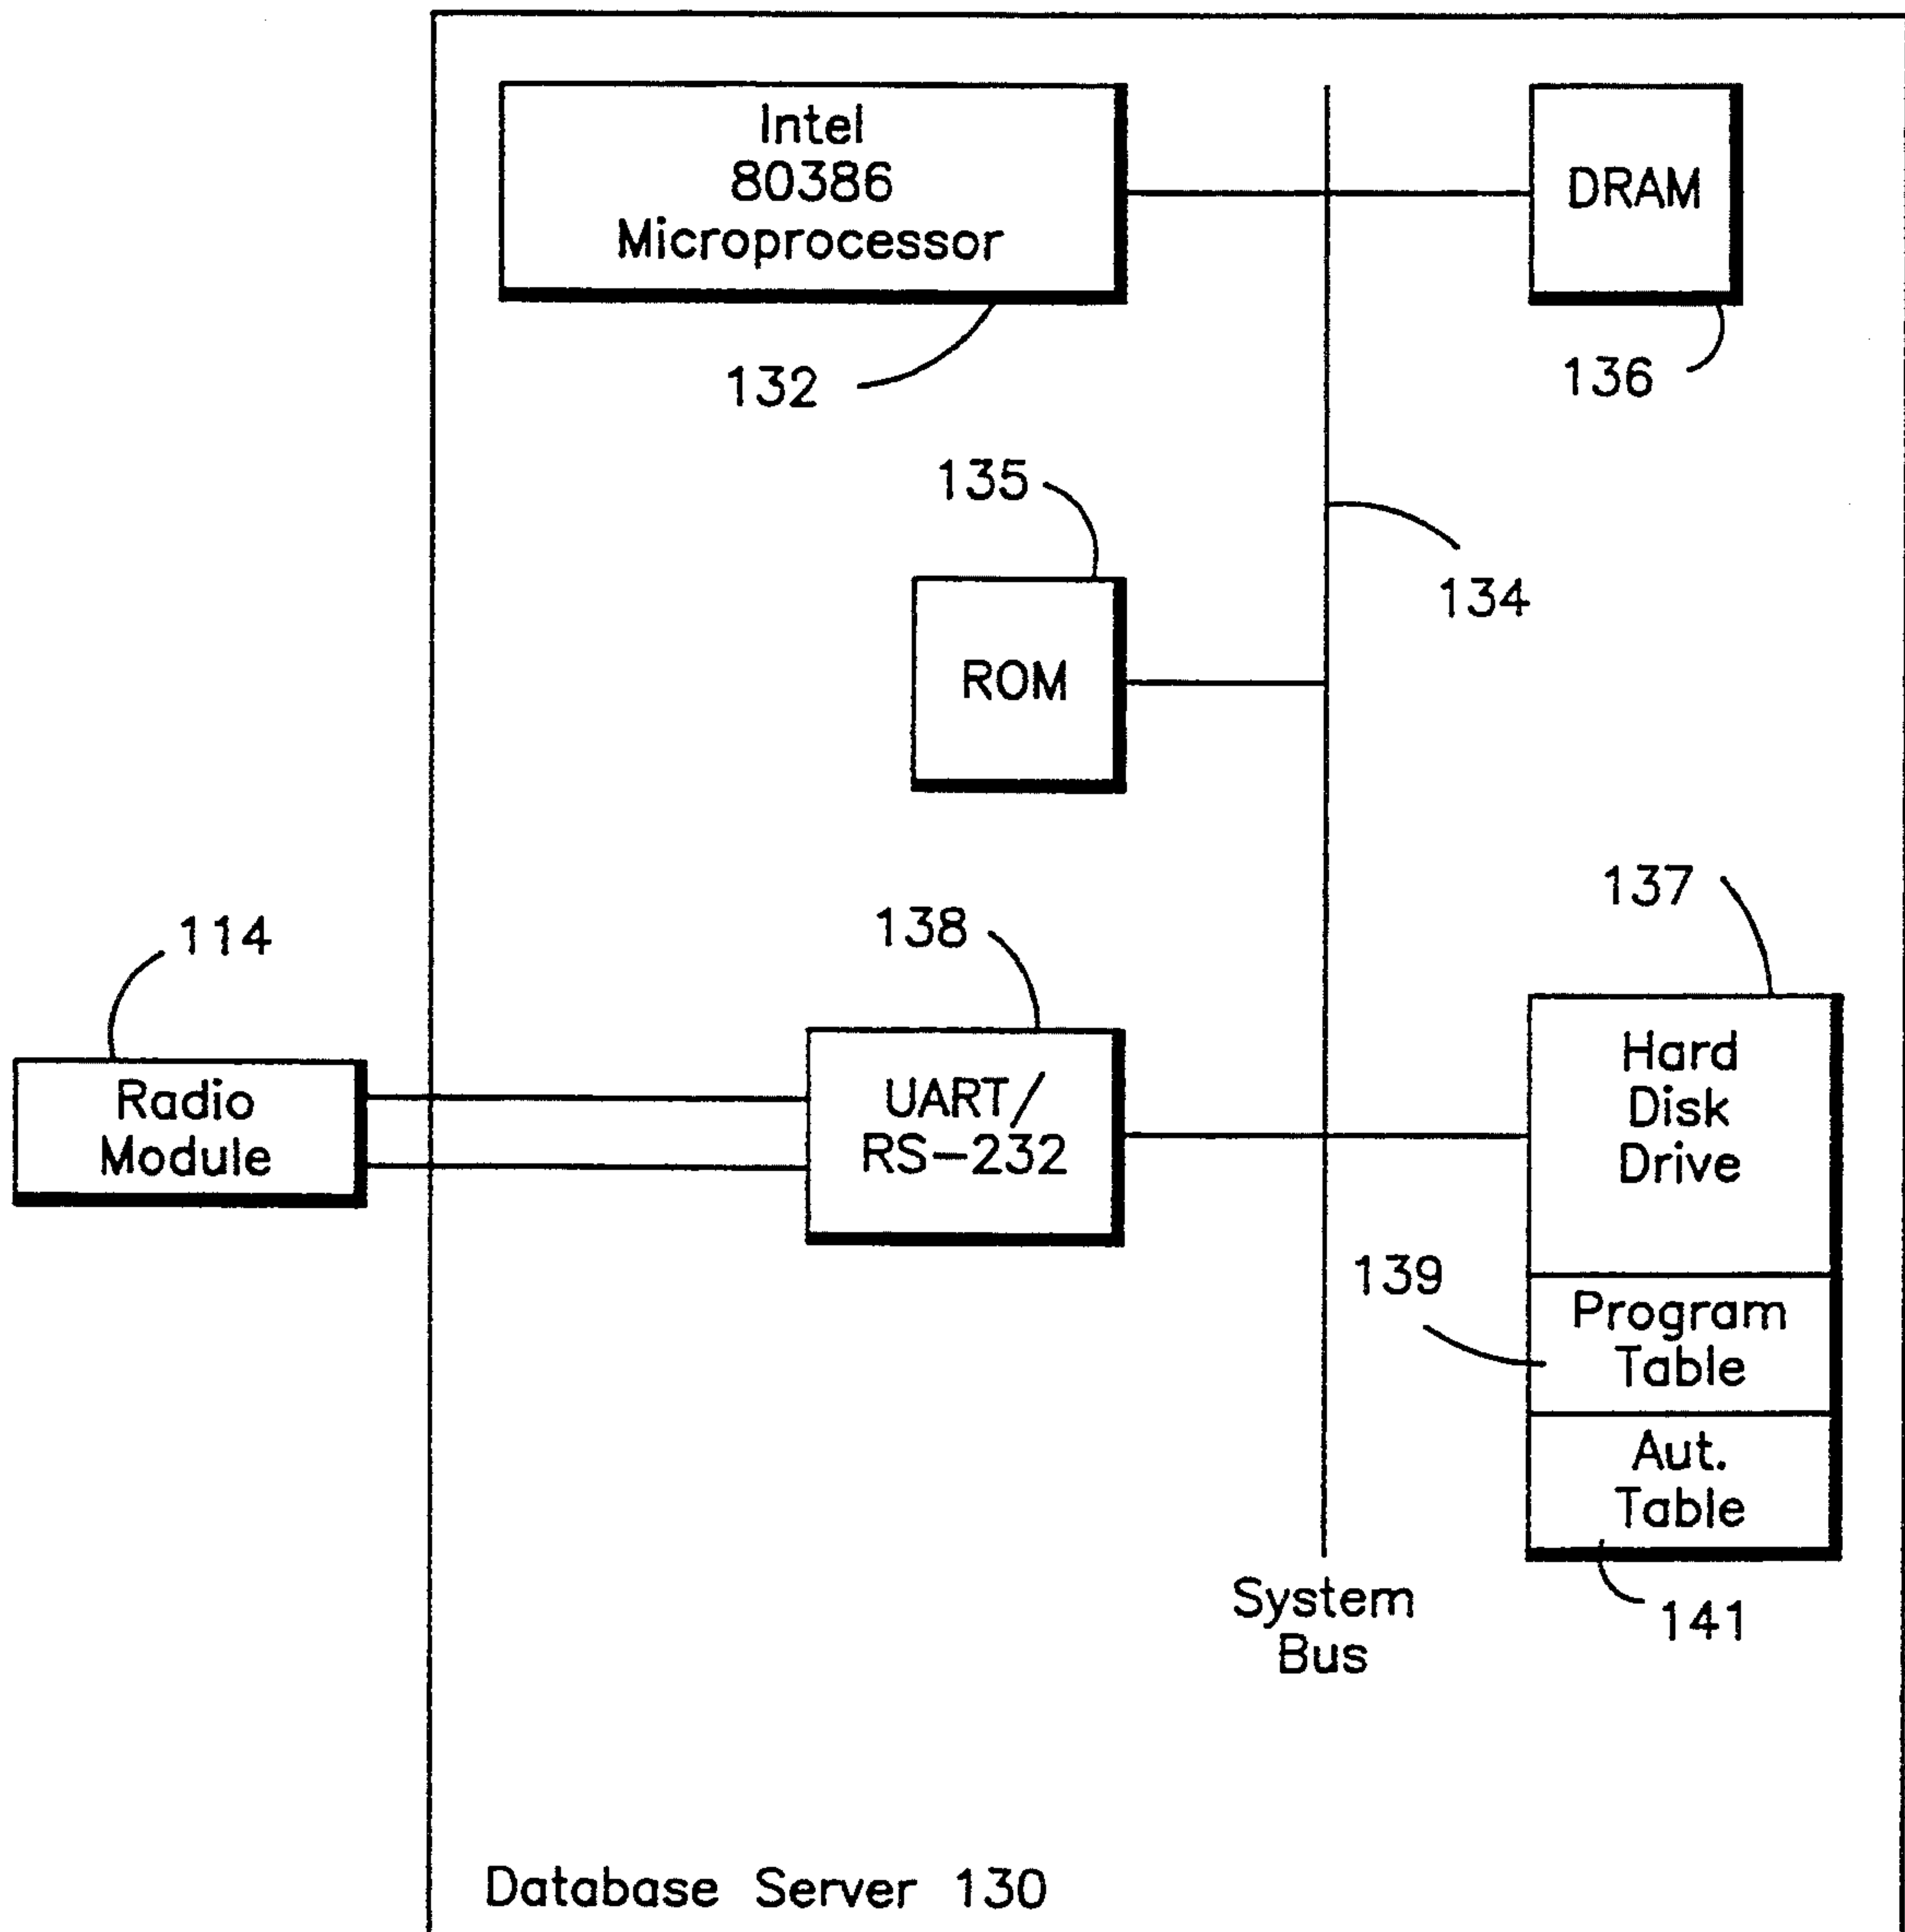 Intel
80386
Microprocessor
DRAM
132
136
135
134
ROM
137
114
138
Radio
Module
UART/
RS-232
Hard
Disk
Drive
139
Program
Table
Aut.
Table
System
Bus
141
Database Server 130